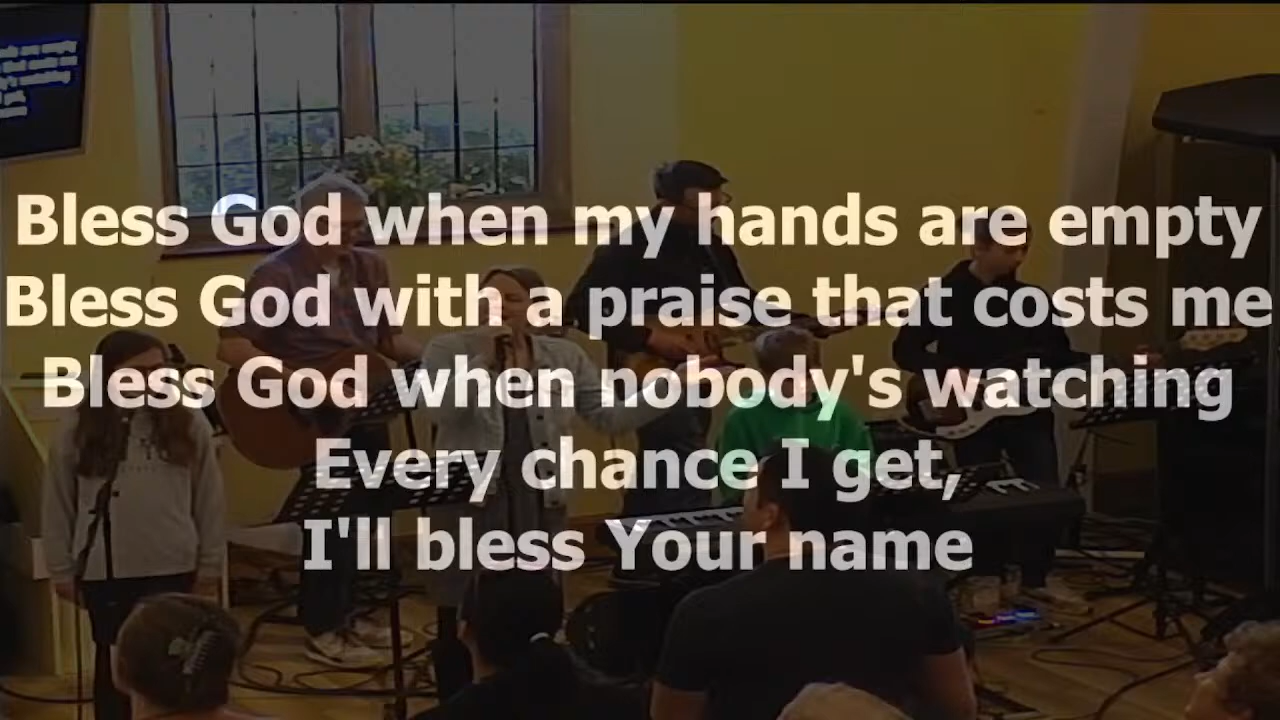 Bless God when my hands are empty
Bless God with a praise that costs me
Bless God when nobody's watching
Every chance I get,
I'll bless Your name